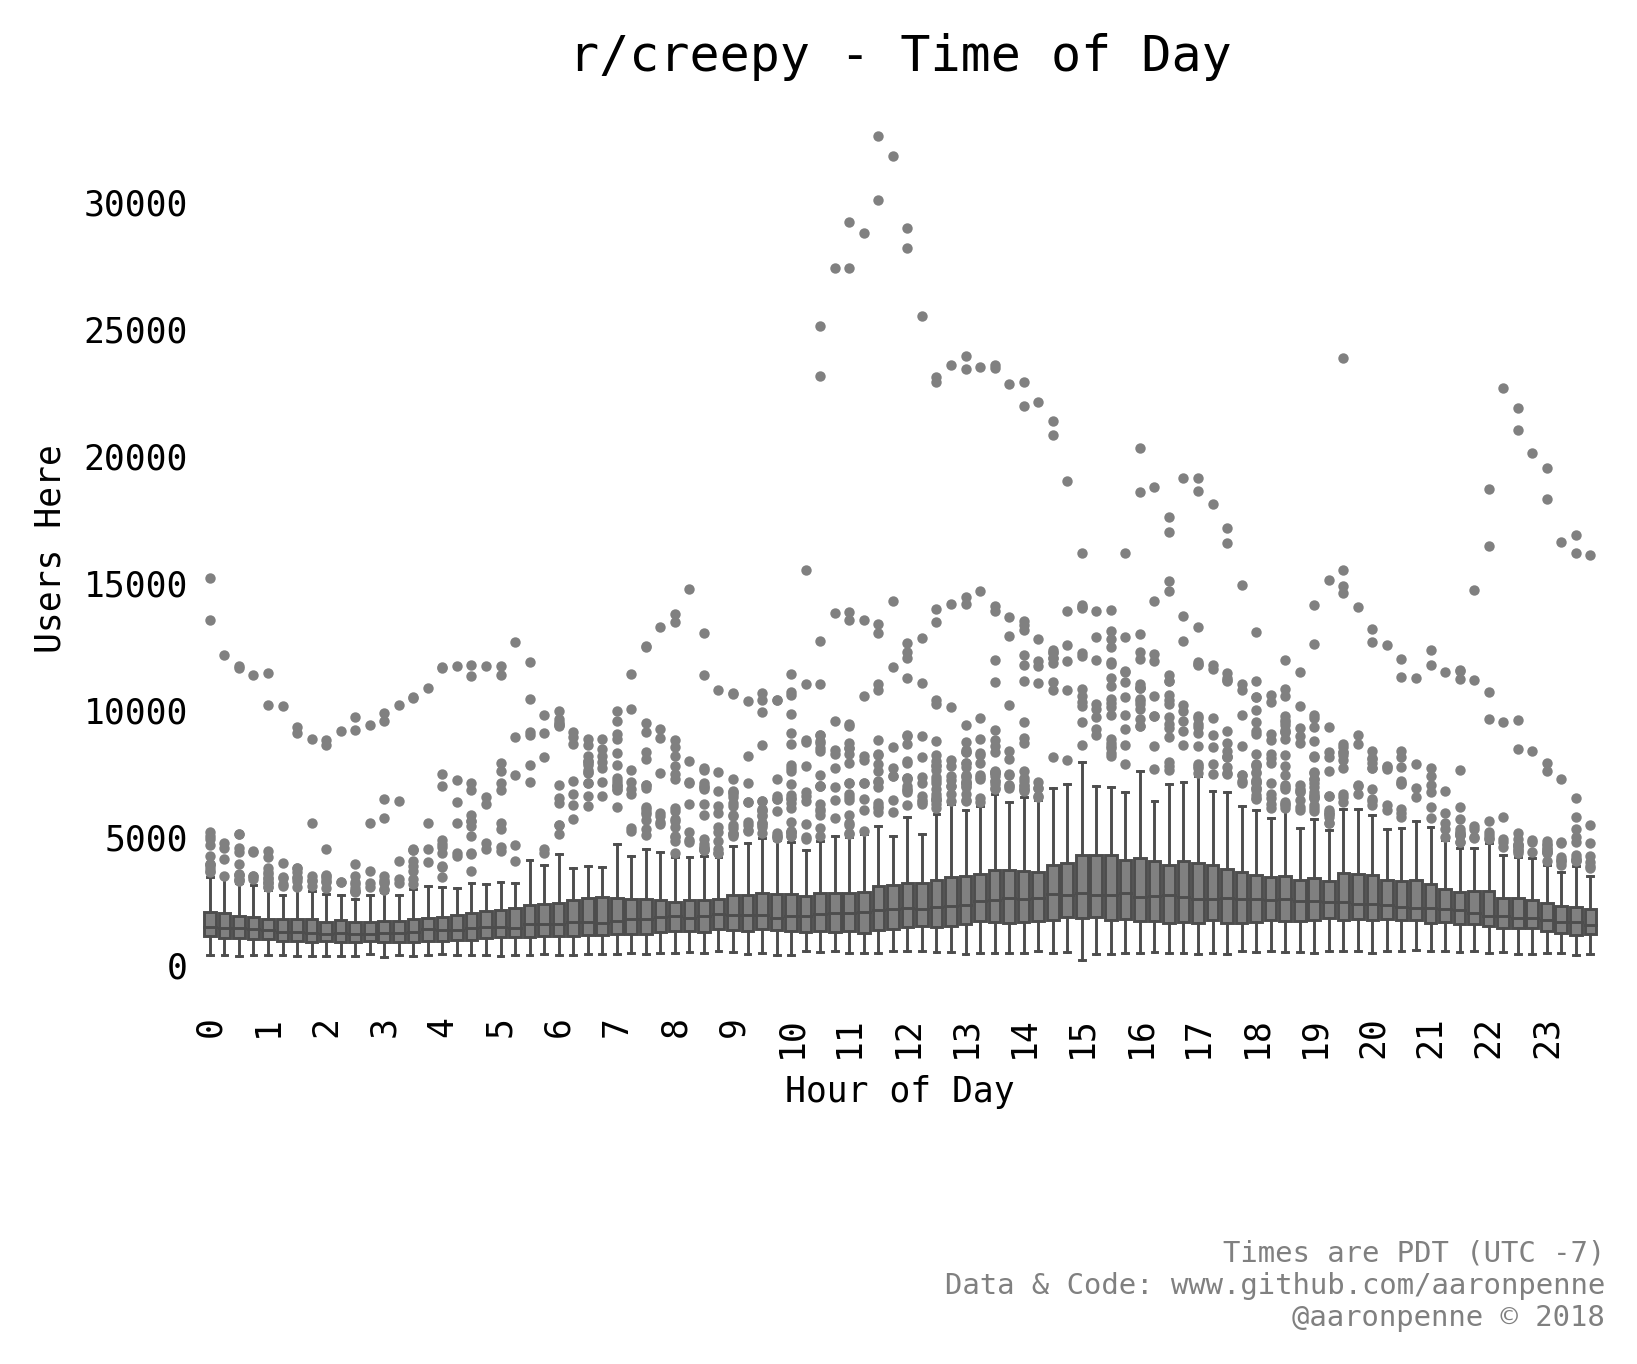 r/creepy - Time of Day
30000
25000
20000
15000
10000
5000
0
Users Here
0 1 2 3 4 5 6 7 8 9 10 11 12 13 14 15 16 17 18 19 20 21 22 23
Hour of Day
Times are PDT (UTC -7)
Data & Code: www.github.com/aaronpenne
@aaronpenne © 2018